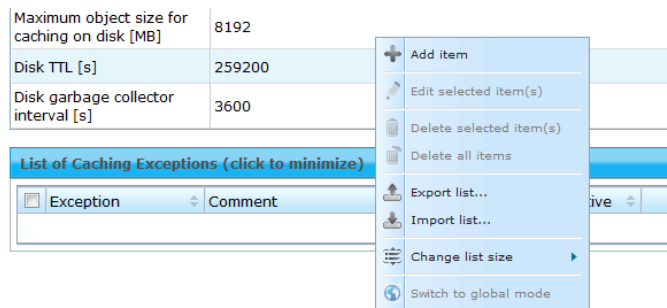 Maximum object size for
caching on disk [MB]
8192
Disk TTL [s]
259200
Disk garbage collector
interval [s]
3600
Add item
Edit selected item(s)
Delete selected item(s)
Delete all items
Export list...
Import list...
Change list size
Switch to global mode
List of Caching Exceptions (click to minimize)
Exception
Comment
ive